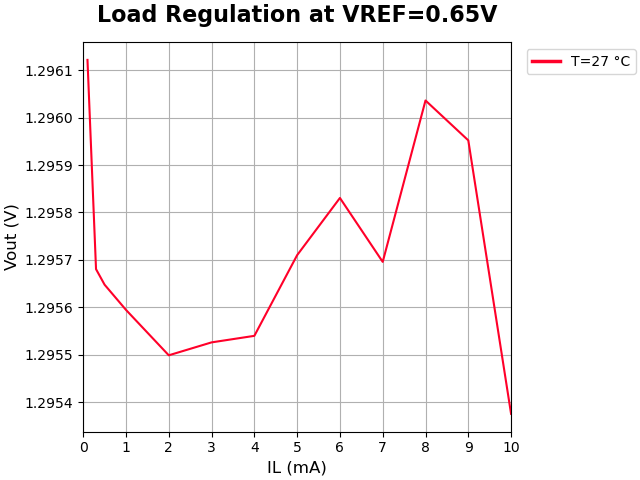 Load Regulation at VREF=0.65V
T=27 °C
Vout (V)
1.2961
1.2960
1.2959
1.2958
1.2957
1.2956
1.2955
1.2954
0 1 2 3 4 5 6 7 8 9 10
IL (mA)